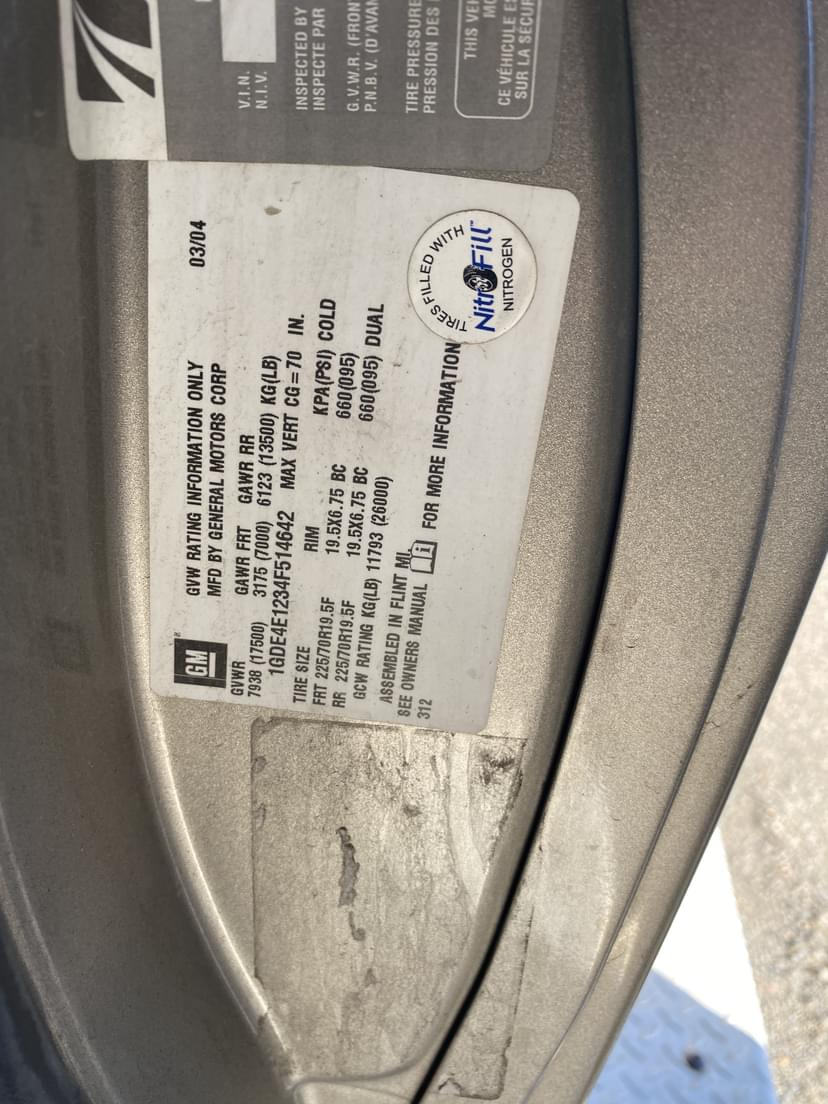 V.I.N.
N.I.V.
INSPECTED BY
INSPECTE PAR
G.V.W.R. (FRONT
P.N.B.V. (D'AVAN
TIRE PRESSURE
PRESSION DES
THIS VEH
MO
CE VÉHICULE ES
SUR LA SÉCUR
GVW RATING INFORMATION ONLY 03/04
MFD BY GENERAL MOTORS CORP
GM
GVWR GAWR FRT GAWR RR
7938 (17500) 3175 (7000) 6123 (13500) KG(LB)
1GDE4E1234F514642 MAX VERT CG=70 IN.
TIRE SIZE RIM KPA(PSI) COLD
FRT 225/70R19.5F 19.5X6.75 BC 660(095)
RR 225/70R19.5F 19.5X6.75 BC 660(095) DUAL
GCW RATING KG(LB) 11793 (26000)
ASSEMBLED IN FLINT MI.
SEE OWNERS MANUAL FOR MORE INFORMATION
312
TIRES FILLED WITH
NitroFill™
NITROGEN